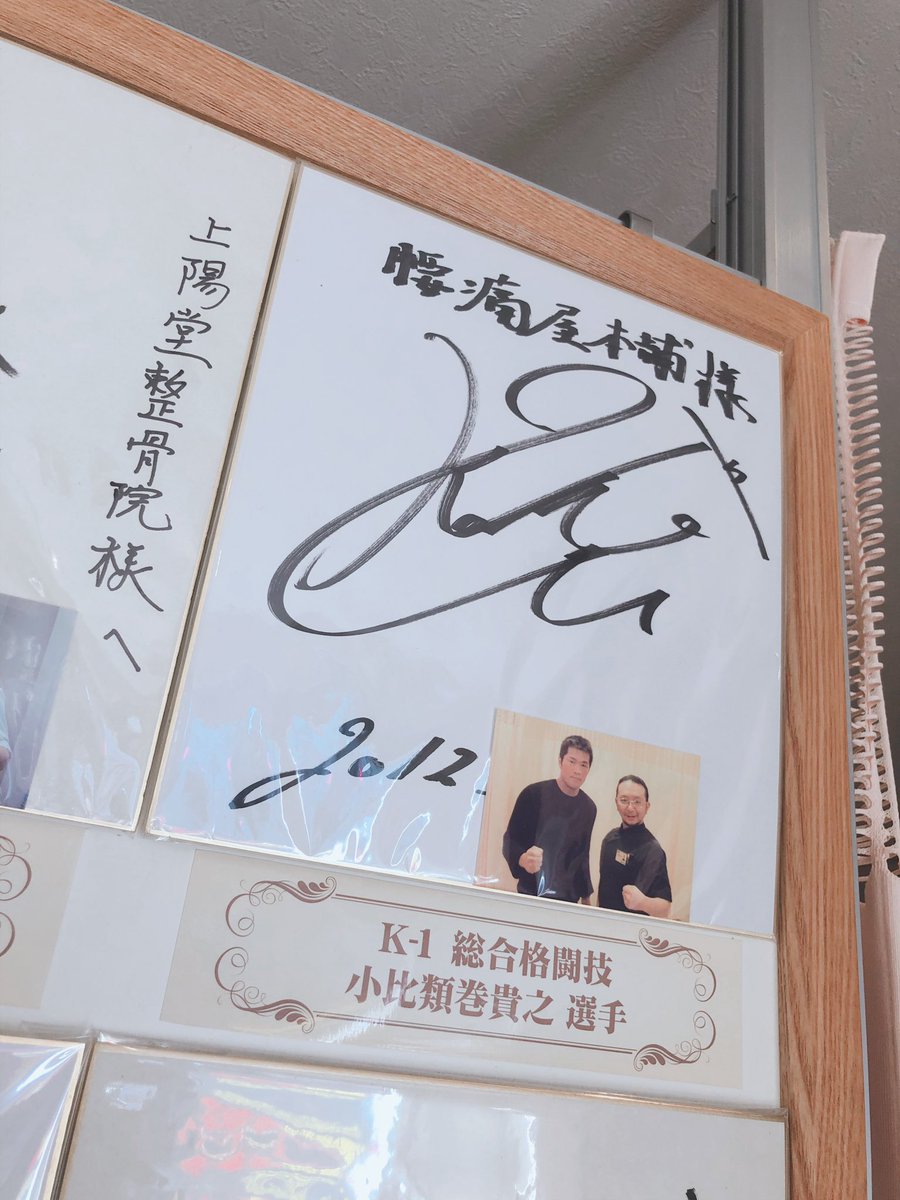 上陽堂整骨院様へ
腰痛屋本舗様
2012.
K-1 総合格闘技
小比類巻貴之 選手